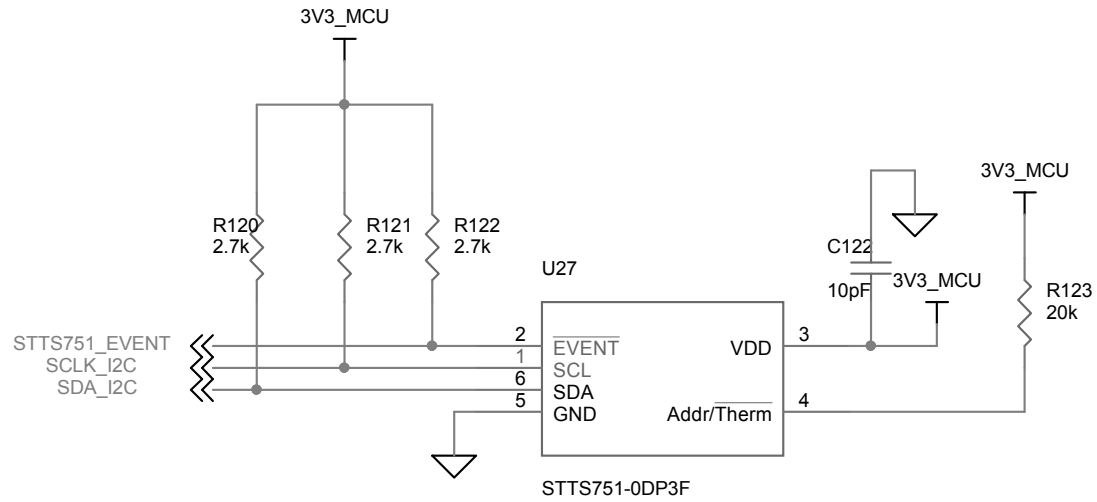 3V3_MCU
3V3_MCU
R120
2.7k
R121
2.7k
R122
2.7k
C122
10pF
3V3_MCU
R123
20k
U27
STTS751_EVENT
SCLK_I2C
SDA_I2C
2
1
6
5
EVENT
SCL
SDA
GND
VDD
Addr/Therm
3
4
STTS751-0DP3F